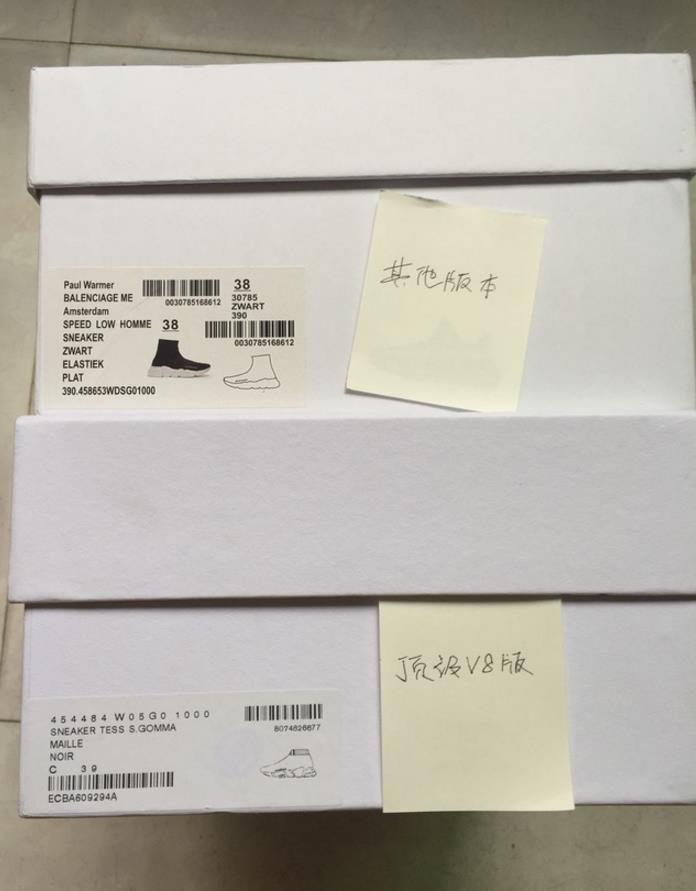 Paul Warmer
BALENCIAGE ME
Amsterdam
SPEED LOW HOMME 38
SNEAKER
ZWART
ELASTIEK
PLAT
390.458653WDSG01000
0030785168612
38
30785
ZWART
390
0030785168612
其他版本
454484 W05G0 1000
SNEAKER TESS S.GOMMA
MAILLE
NOIR
C 39
ECBA609294A
8074826677
顶级V8版